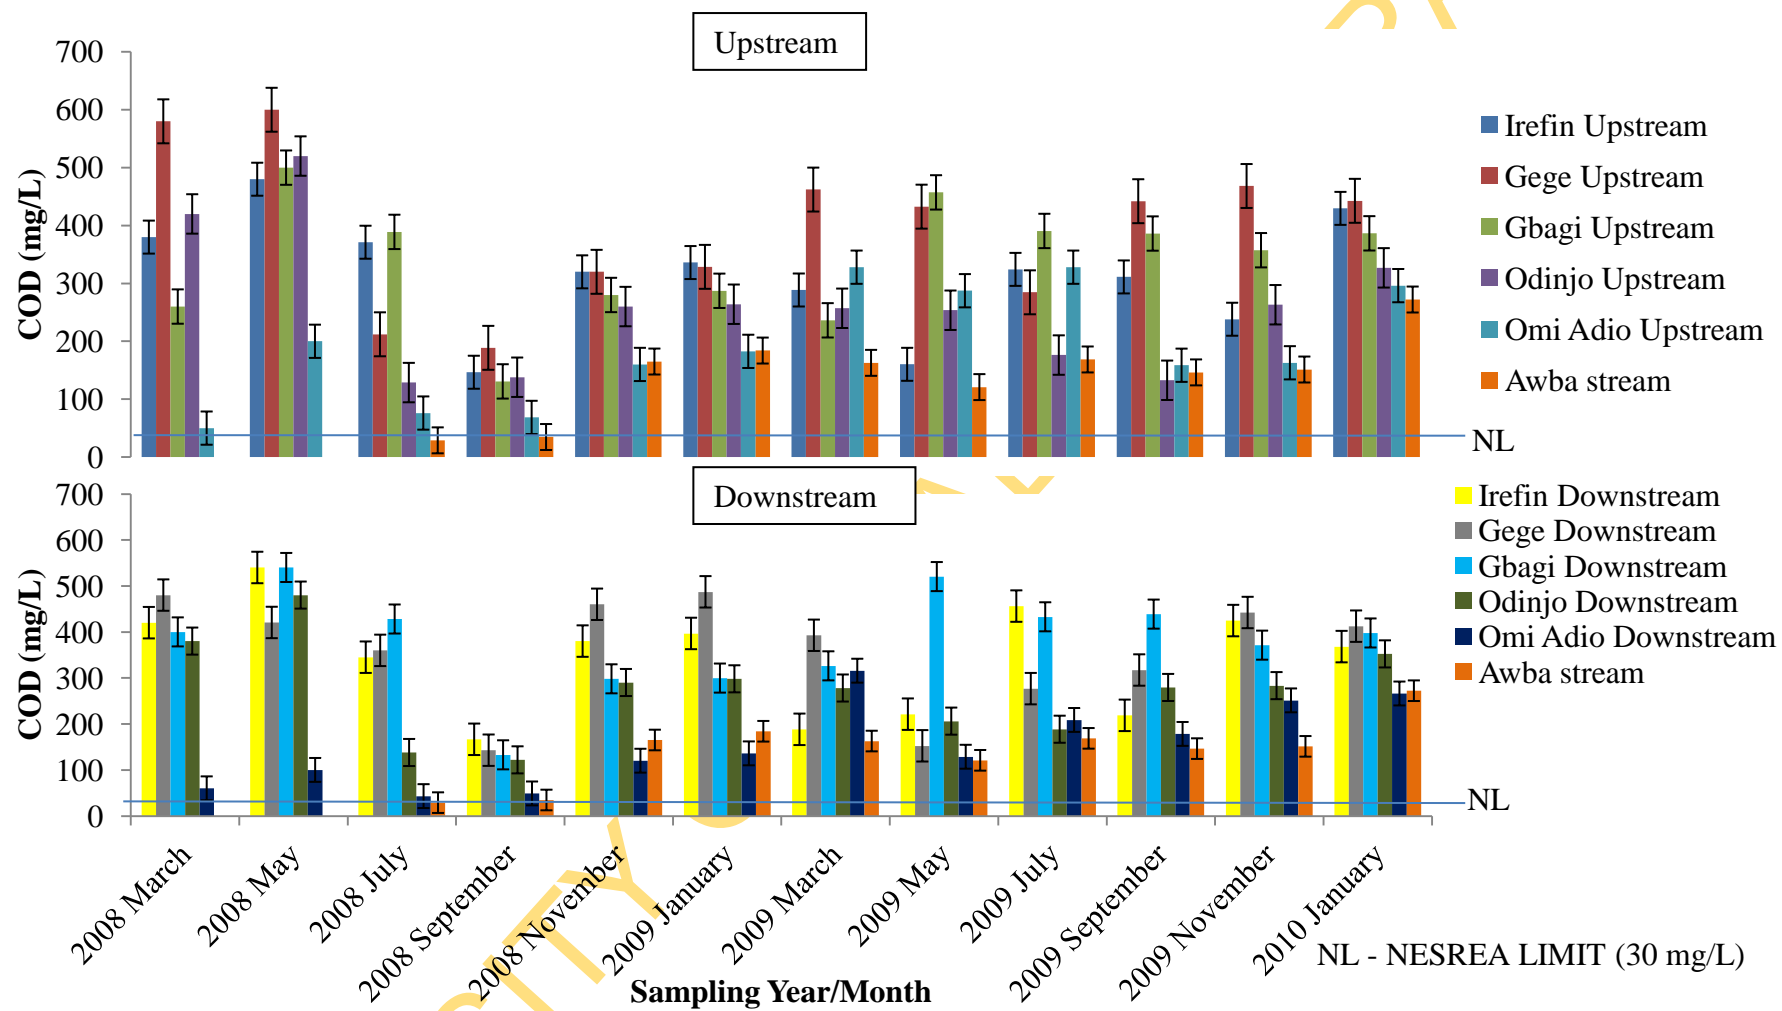 Upstream
700
600
500
400
300
200
100
0
COD (mg/L)
Irefin Upstream
Gege Upstream
Gbagi Upstream
Odinjo Upstream
Omi Adio Upstream
Awba stream
NL
Downstream
700
600
500
400
300
200
100
0
COD (mg/L)
Irefin Downstream
Gege Downstream
Gbagi Downstream
Odinjo Downstream
Omi Adio Downstream
Awba stream
NL
2008 March
2008 May
2008 July
2008 September
2008 November
2009 January
2009 March
2009 May
2009 July
2009 September
2009 November
2010 January
NL - NESREA LIMIT (30 mg/L)
Sampling Year/Month